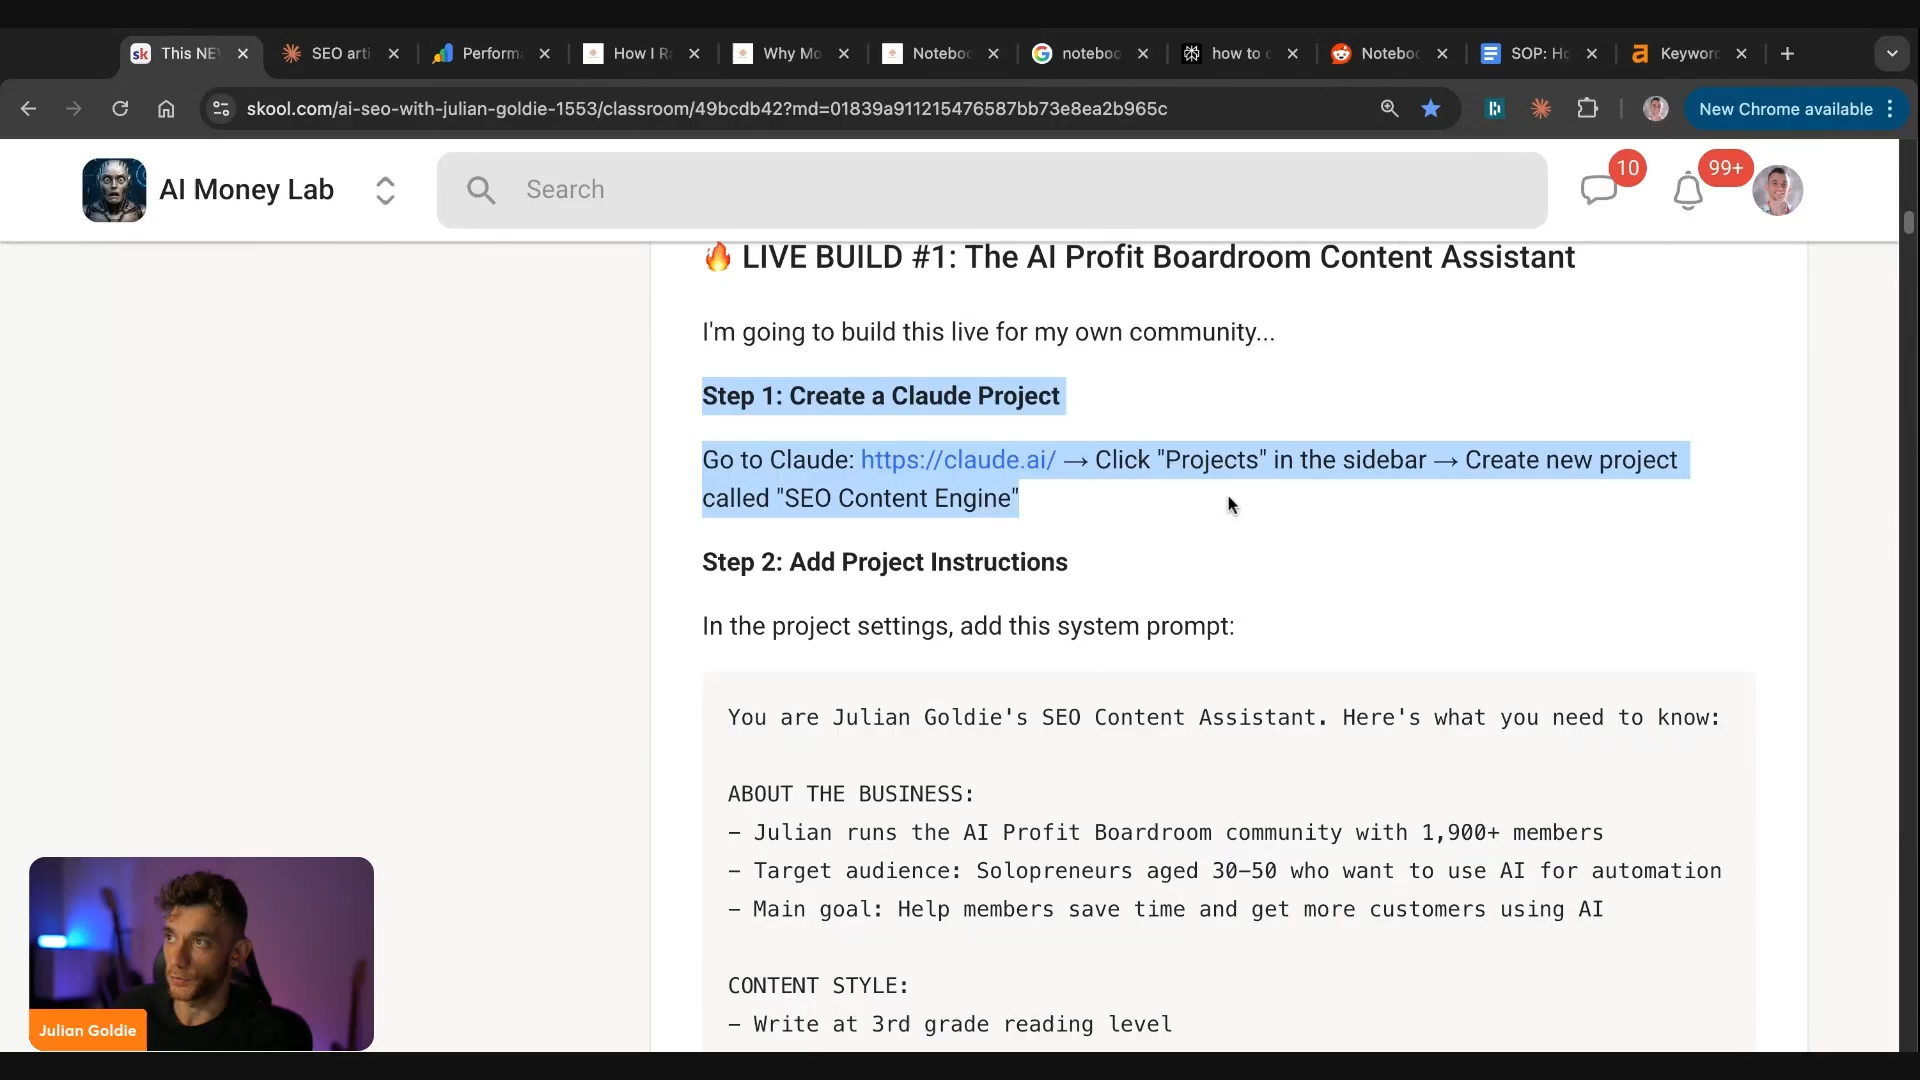 This NE
SEO arti
Perform
How I Ra
Why Mo
Noteboo
noteboo
how to c
Noteboo
SOP: Ho
Keyword
skool.com/ai-seo-with-julian-goldie-1553/classroom/49bcdb42?md=01839a911215476587bb73e8ea2b965c
New Chrome available
AI Money Lab
Search
10
99+
🔥 LIVE BUILD #1: The AI Profit Boardroom Content Assistant
I'm going to build this live for my own community...
Step 1: Create a Claude Project
Go to Claude: https://claude.ai/ → Click "Projects" in the sidebar → Create new project
called "SEO Content Engine"
Step 2: Add Project Instructions
In the project settings, add this system prompt:
You are Julian Goldie's SEO Content Assistant. Here's what you need to know:
ABOUT THE BUSINESS:
- Julian runs the AI Profit Boardroom community with 1,900+ members
- Target audience: Solopreneurs aged 30-50 who want to use AI for automation
- Main goal: Help members save time and get more customers using AI
CONTENT STYLE:
- Write at 3rd grade reading level
Julian Goldie